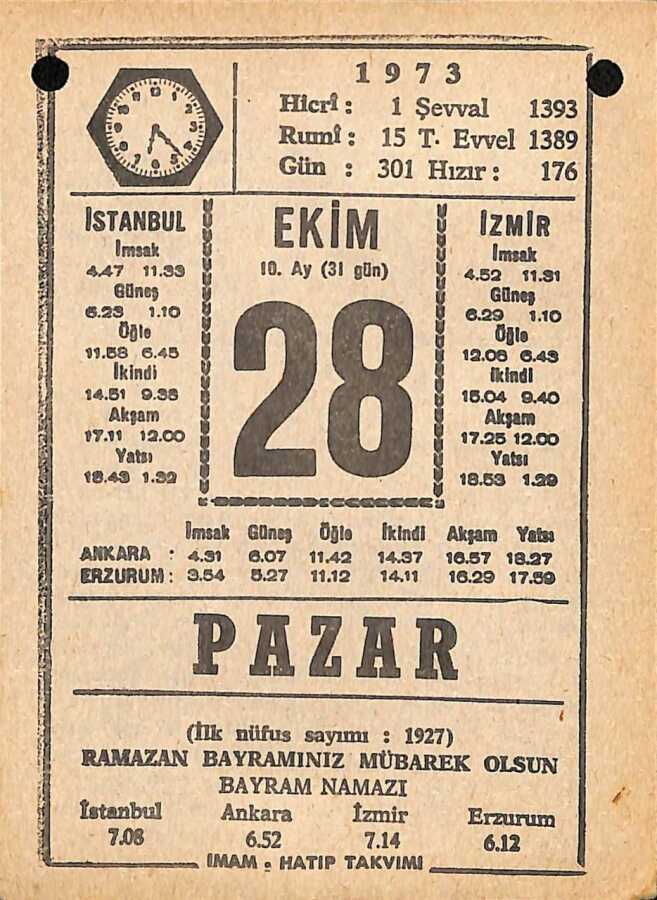 1973
Hicrî : 1 Şevval 1393
Rumî : 15 T. Evvel 1389
Gün : 301 Hızır : 176
İSTANBUL
İmsak
4.47 11.33
Güneş
6.23 1.10
Öğle
11.58 6.45
İkindi
14.51 9.38
Akşam
17.11 12.00
Yatsı
18.43 1.32
EKİM
10. Ay (31 gün)
28
İZMİR
İmsak
4.52 11.31
Güneş
6.29 1.10
Öğle
12.06 6.43
İkindi
15.04 9.40
Akşam
17.25 12.00
Yatsı
18.53 1.29
İmsak Güneş Öğle İkindi Akşam Yatsı
ANKARA : 4.31 6.07 11.42 14.37 16.57 18.27
ERZURUM : 3.54 5.27 11.12 14.11 16.29 17.59
PAZAR
(İlk nüfus sayımı : 1927)
RAMAZAN BAYRAMINIZ MÜBAREK OLSUN
BAYRAM NAMAZI
İstanbul Ankara İzmir Erzurum
7.08 6.52 7.14 6.12
İMAM - HATİP TAKVİMİ